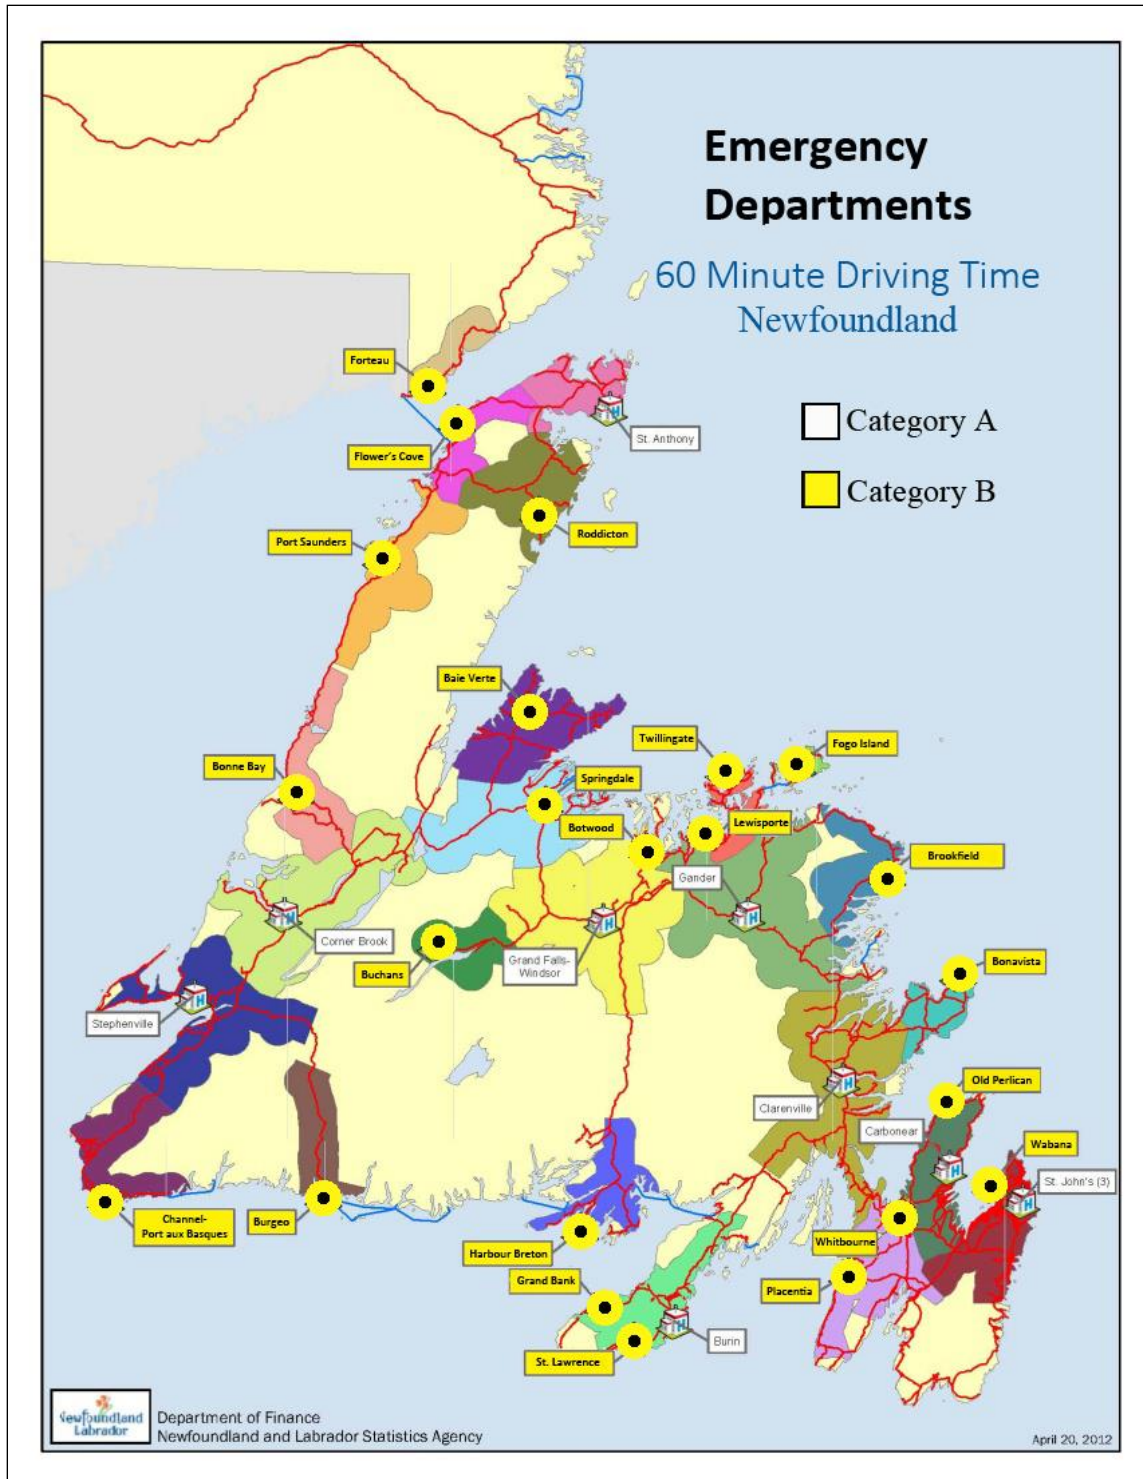 Emergency
Departments
60 Minute Driving Time
Newfoundland
Category A
Category B
Forteau
St. Anthony
Flower's Cove
Roddicton
Port Saunders
Baie Verte
Twillingate
Fogo Island
Bonne Bay
Springdale
Botwood
Lewisporte
Brookfield
Gander
Corner Brook
Buchans
Grand Falls-
Windsor
Bonavista
Stephenville
Old Perlican
Clarenville
Carbonear
Wabana
St. John's (3)
Channel-
Port aux Basques
Burgeo
Harbour Breton
Whitbourne
Grand Bank
Placentia
Burin
St. Lawrence
Newfoundland
Labrador
Department of Finance
Newfoundland and Labrador Statistics Agency
April 20, 2012
H
H
H
H
H
H
H
H
H